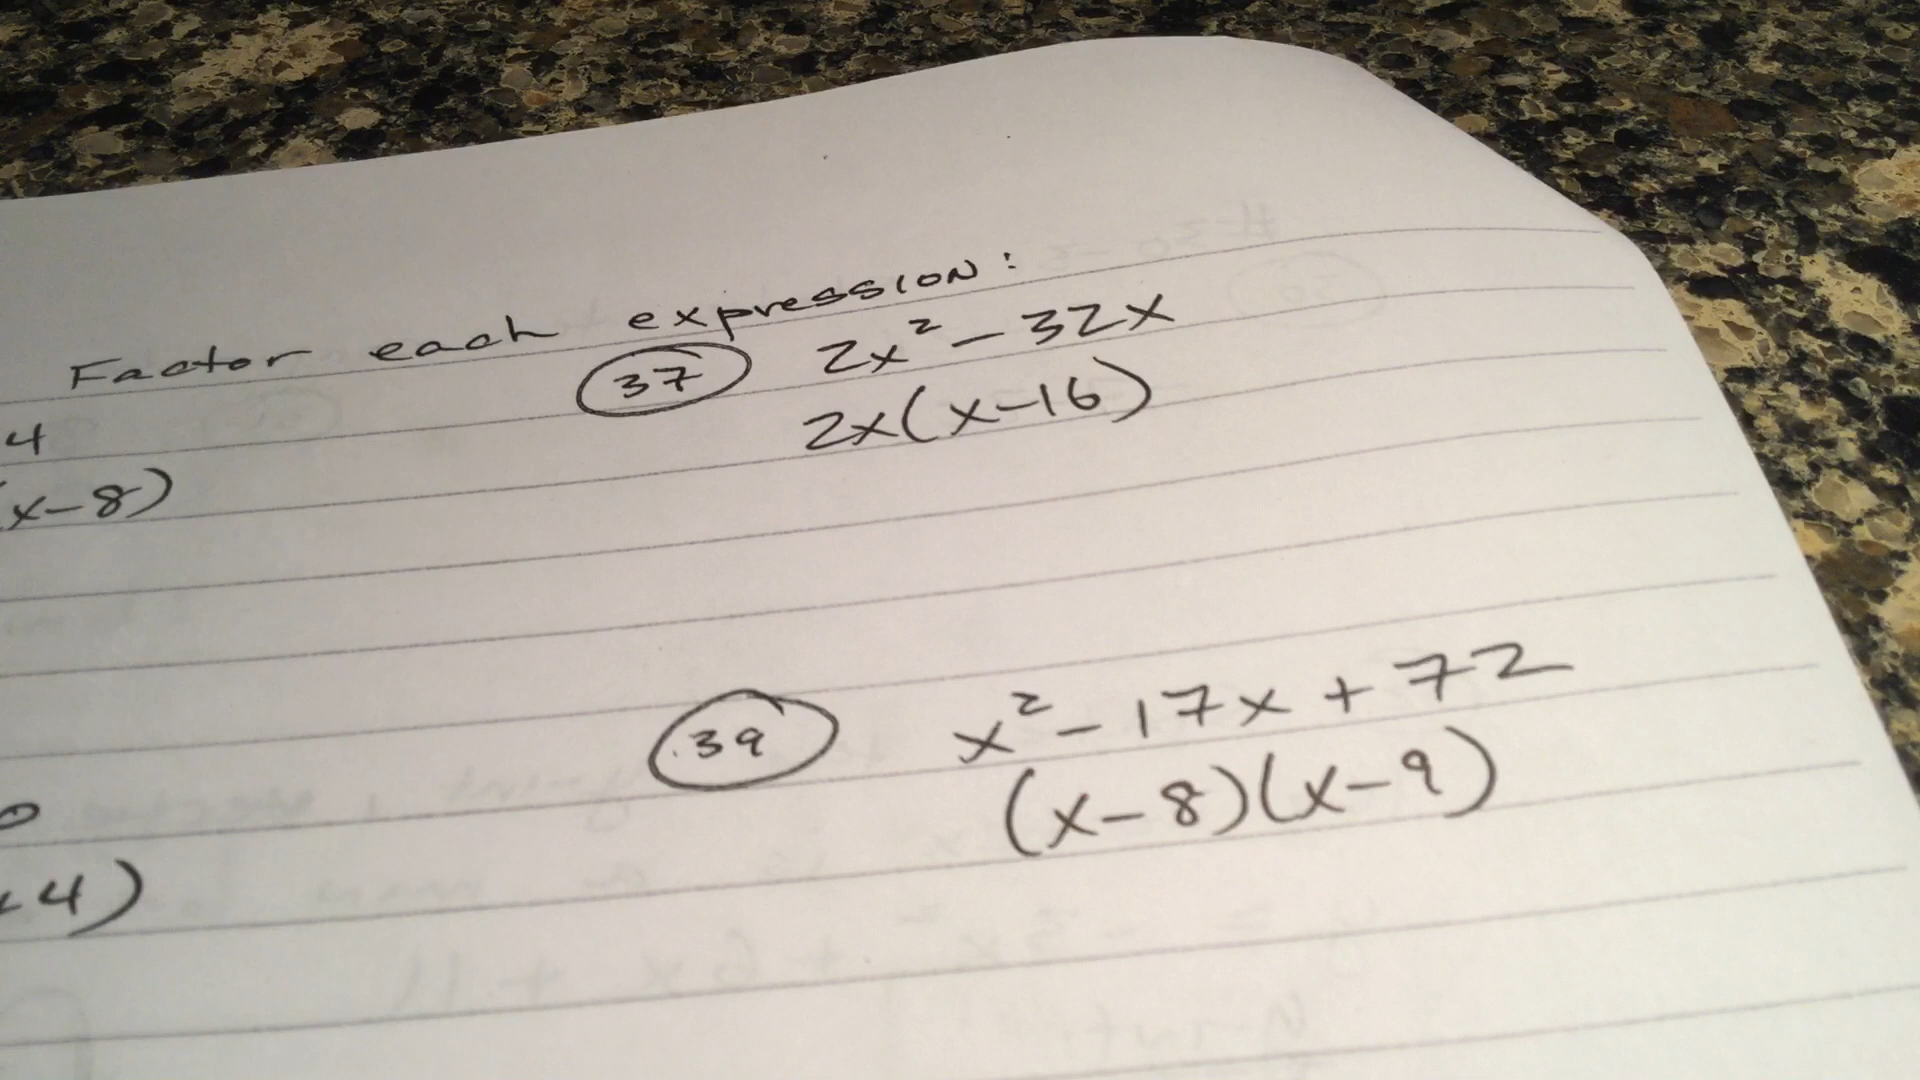 Factor each expression:
37 2x² - 32x
2x(x-16)
4
x-8)
39 x² - 17x + 72
(x-8)(x-9)
4)